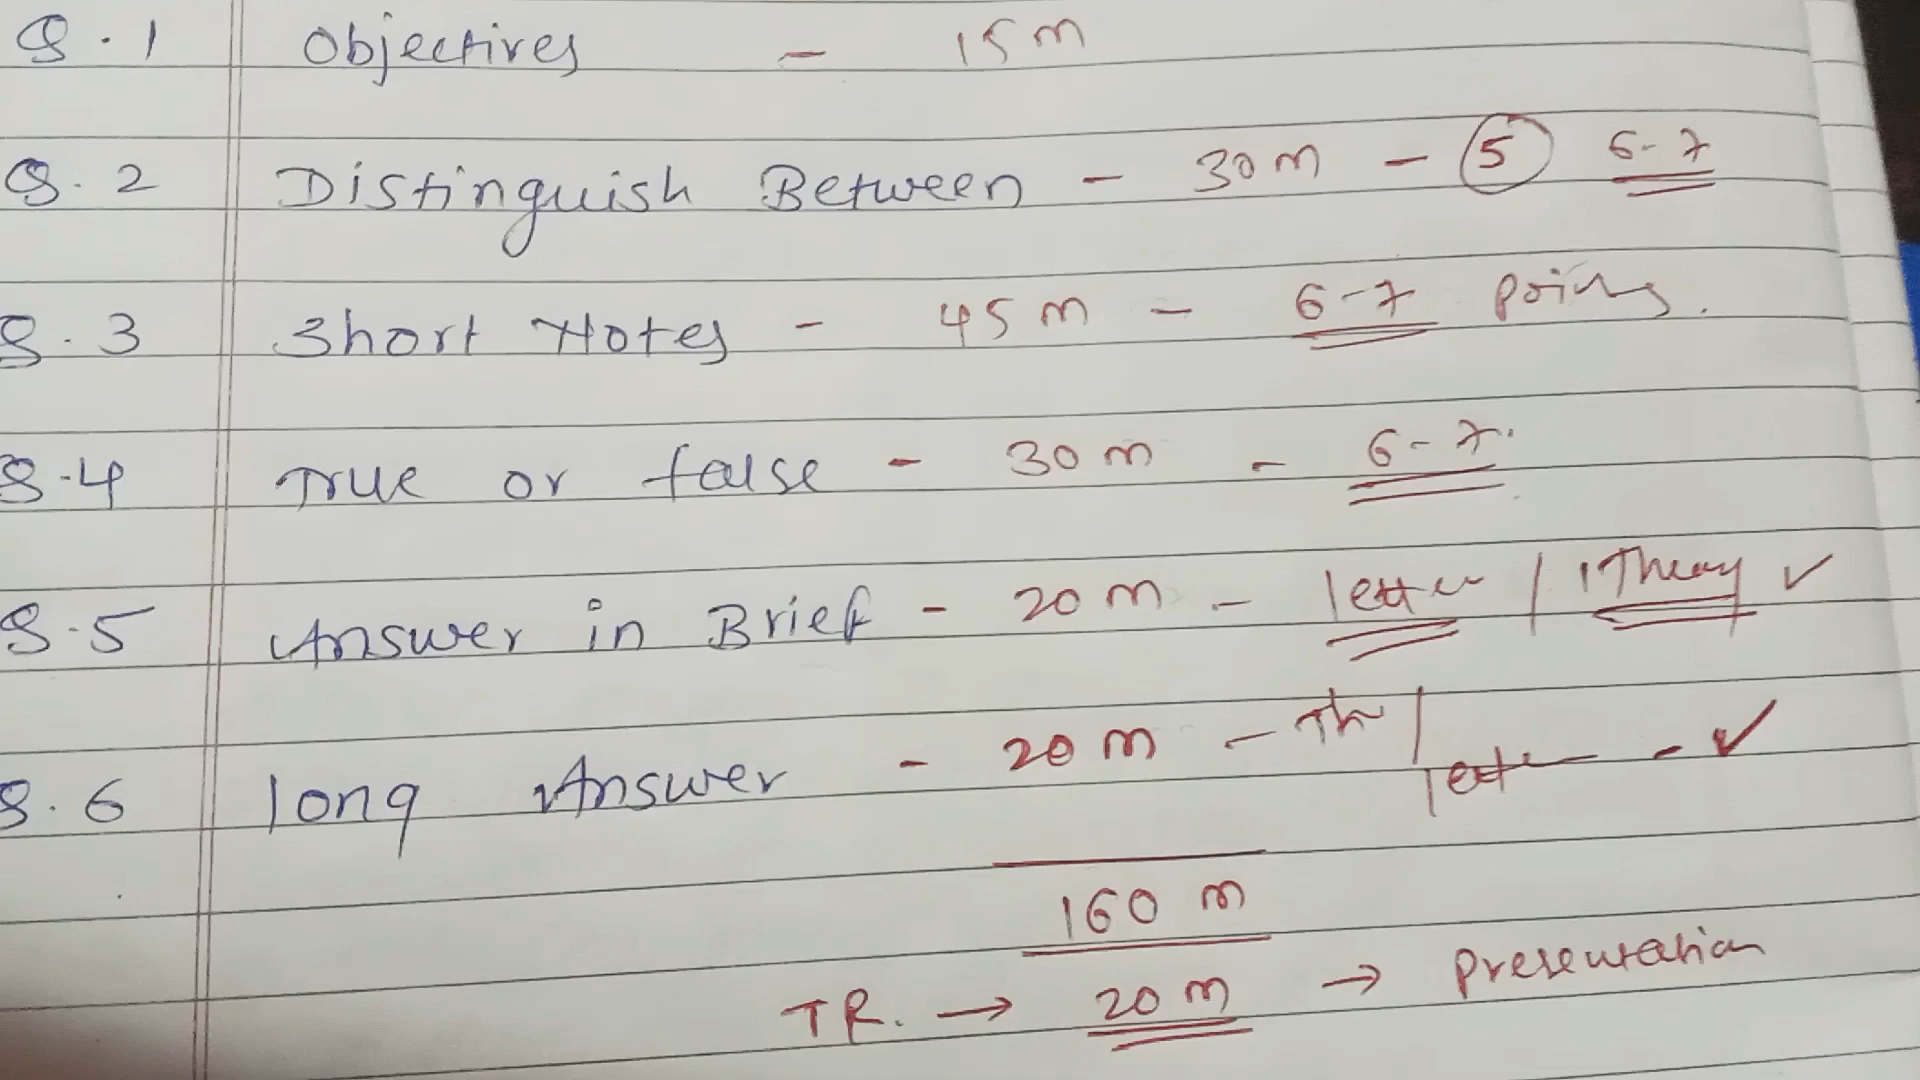 Q.1 Objectives - 15 m
Q.2 Distinguish Between - 30 m - 5 6-7
Q.3 Short Notes - 45 m - 6-7 points.
Q.4 True or false - 30 m - 6-7.
Q.5 Answer in Brief - 20 m - letter / 1 Theory ✓
Q.6 long Answer - 20 m - Th / letter - ✓
160 m
TR. → 20 m → Presentation